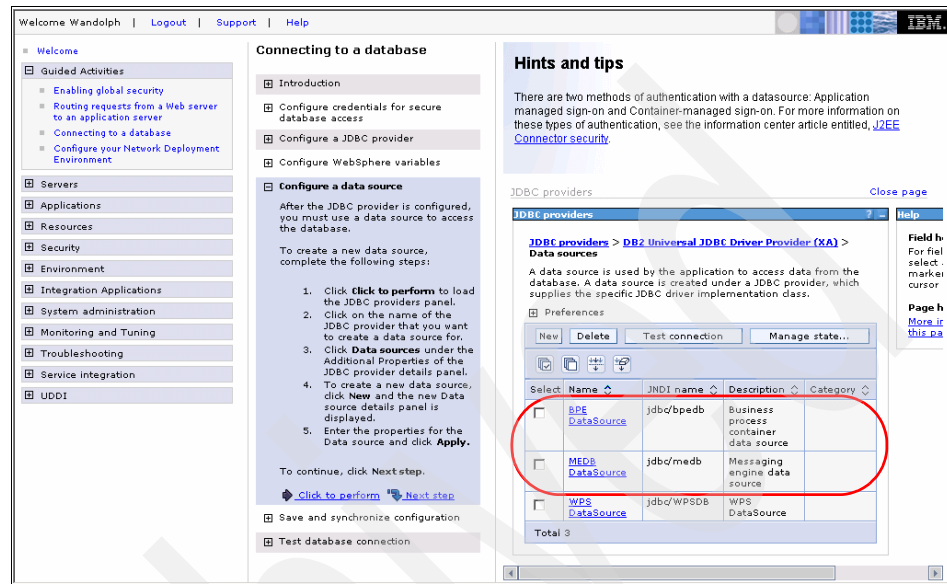 Welcome Wandolph | Logout | Support | Help
IBM.
Welcome
Guided Activities
Enabling global security
Routing requests from a Web server
to an application server
Connecting to a database
Configure your Network Deployment
Environment
Servers
Applications
Resources
Security
Environment
Integration Applications
System administration
Monitoring and Tuning
Troubleshooting
Service integration
UDDI
Connecting to a database
Introduction
Configure credentials for secure
database access
Configure a JDBC provider
Configure WebSphere variables
Configure a data source
After the JDBC provider is configured,
you must use a data source to access
the database.
To create a new data source,
complete the following steps:
1. Click Click to perform to load
the JDBC providers panel.
2. Click on the name of the
JDBC provider that you want
to create a data source for.
3. Click Data sources under the
Additional Properties of the
JDBC provider details panel.
4. To create a new data source,
click New and the new Data
source details panel is
displayed.
5. Enter the properties for the
Data source and click Apply.
To continue, click Next step.
Click to perform Next step
Save and synchronize configuration
Test database connection
Hints and tips
There are two methods of authentication with a datasource: Application
managed sign-on and Container-managed sign-on. For more information on
these types of authentication, see the information center article entitled, J2EE
Connector security.
JDBC providers Close page
JDBC providers ? –
JDBC providers > DB2 Universal JDBC Driver Provider (XA) >
Data sources
A data source is used by the application to access data from the
database. A data source is created under a JDBC provider, which
supplies the specific JDBC driver implementation class.
Preferences
New Delete Test connection Manage state...
Select Name JNDI name Description Category
BPE
DataSource
jdbc/bpedb
Business
process
container
data source
MEDB
DataSource
jdbc/medb
Messaging
engine data
source
WPS
DataSource
jdbc/WPSDB
WPS
DataSource
Total 3
Help
Field h
For fiel
select
marker
cursor
Page h
More in
this pa